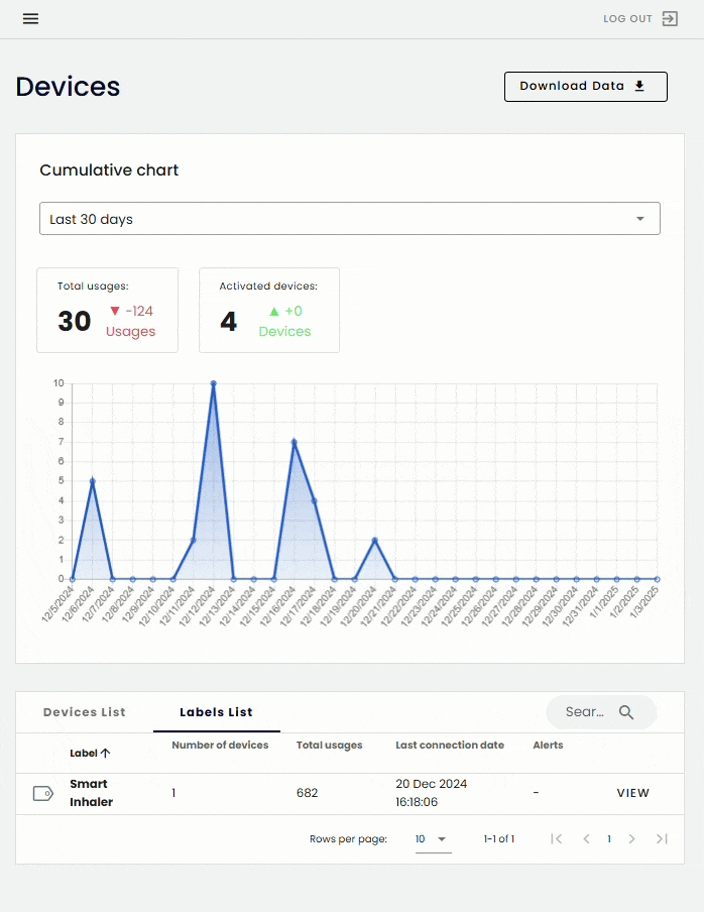 LOG OUT
Devices
Download Data
Cumulative chart
Last 30 days
Total usages:
30
▼ -124
Usages
Activated devices:
4
▲ +0
Devices
10
9
8
7
6
5
4
3
2
1
0
12/5/2024
12/6/2024
12/7/2024
12/8/2024
12/9/2024
12/10/2024
12/11/2024
12/12/2024
12/13/2024
12/14/2024
12/15/2024
12/16/2024
12/17/2024
12/18/2024
12/19/2024
12/20/2024
12/21/2024
12/22/2024
12/23/2024
12/24/2024
12/25/2024
12/26/2024
12/27/2024
12/28/2024
12/29/2024
12/30/2024
12/31/2024
1/1/2025
1/2/2025
1/3/2025
Devices List
Labels List
Sear...
Label
Number of devices
Total usages
Last connection date
Alerts
Smart
Inhaler
1
682
20 Dec 2024
16:18:06
-
VIEW
Rows per page:
10
1-1 of 1
1